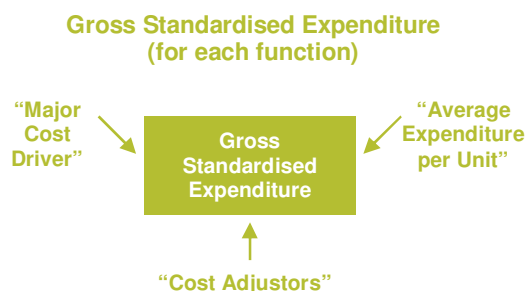 Gross Standardised Expenditure
(for each function)
“Major
Cost
Driver”
Gross
Standardised
Expenditure
“Average
Expenditure
per Unit”
“Cost Adjustors”